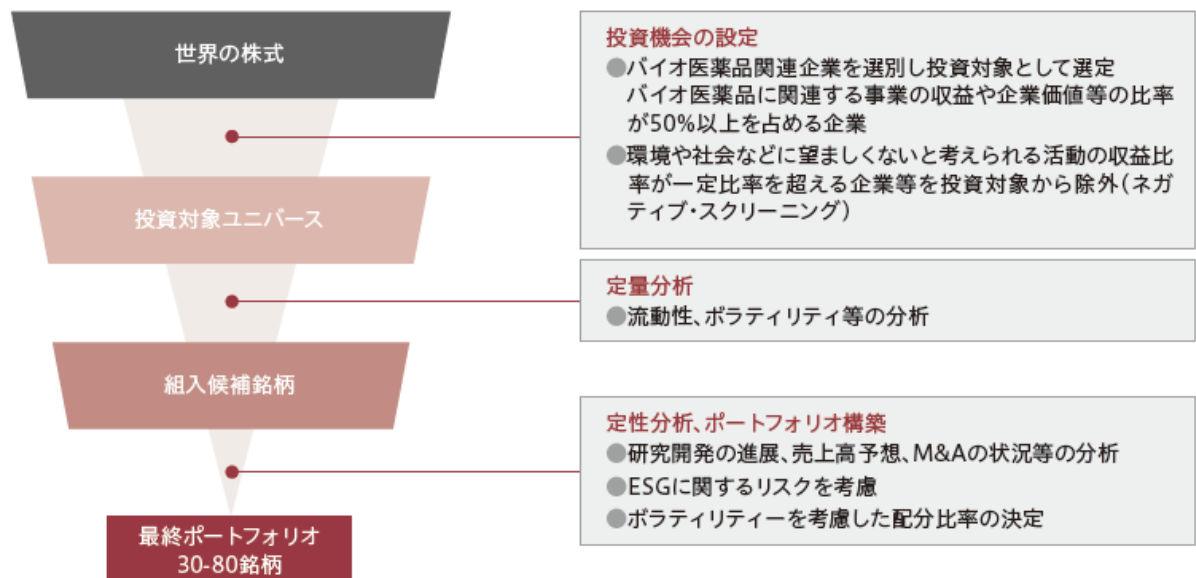 世界の株式
投資機会の設定
●バイオ医薬品関連企業を選別し投資対象として選定
バイオ医薬品に関連する事業の収益や企業価値等の比率
が50%以上を占める企業
●環境や社会などに望ましくないと考えられる活動の収益比
率が一定比率を超える企業等を投資対象から除外(ネガ
ティブ・スクリーニング)
投資対象ユニバース
定量分析
●流動性、ボラティリティ等の分析
組入候補銘柄
定性分析、ポートフォリオ構築
●研究開発の進展、売上高予想、M&Aの状況等の分析
●ESGに関するリスクを考慮
●ボラティリティーを考慮した配分比率の決定
最終ポートフォリオ
30-80銘柄